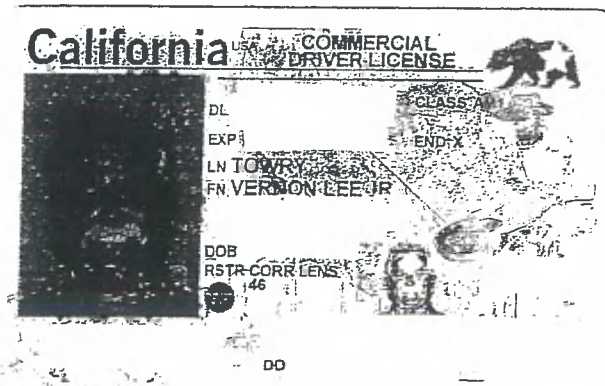 California USA COMMERCIAL
DRIVER LICENSE
DL CLASS A
EXP END X
LN TOWRY
FN VERNON LEE JR
DOB
RSTR CORR LENS
46
DD